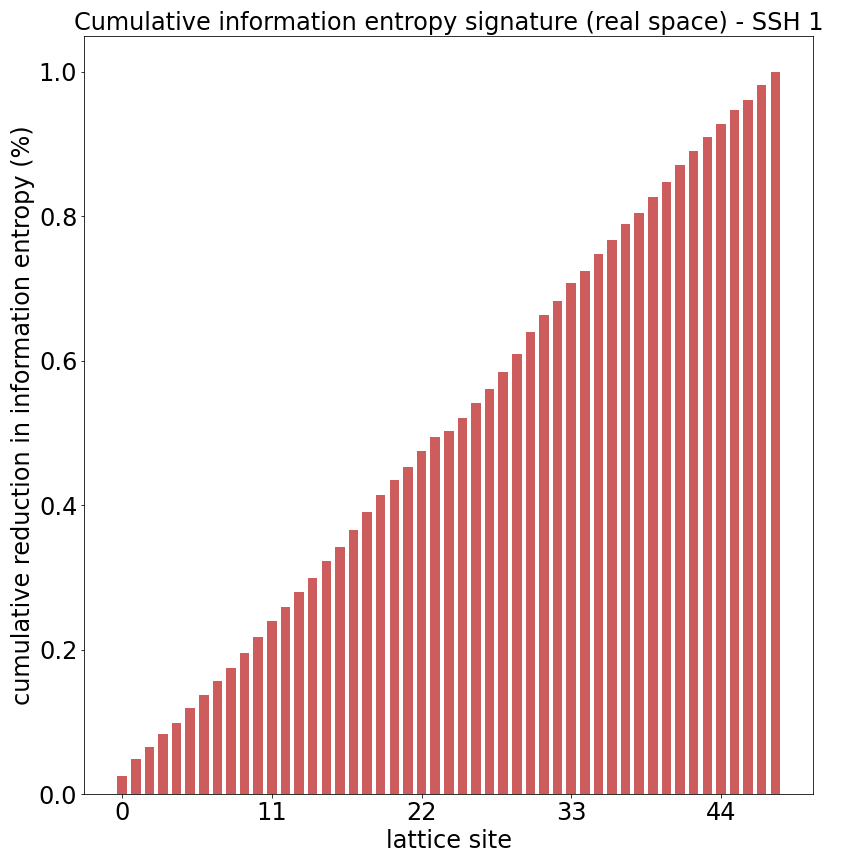 Cumulative information entropy signature (real space) - SSH 1
cumulative reduction in information entropy (%)
1.0
0.8
0.6
0.4
0.2
0.0
0 11 22 33 44
lattice site